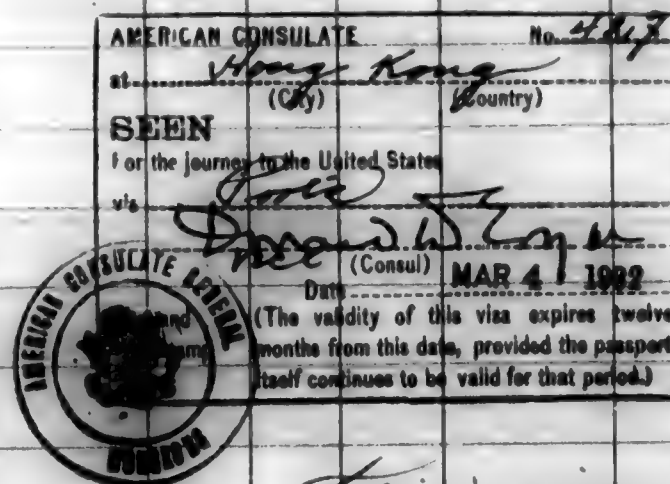 AMERICAN CONSULATE No.
at Hong Kong
(City) (Country)
SEEN
For the journey to the United States
via
(Consul)
Date MAR 4
(The validity of this visa expires twelve
months from this date, provided the passport
itself continues to be valid for that period.)
AMERICAN CONSULATE GENERAL
HONGKONG